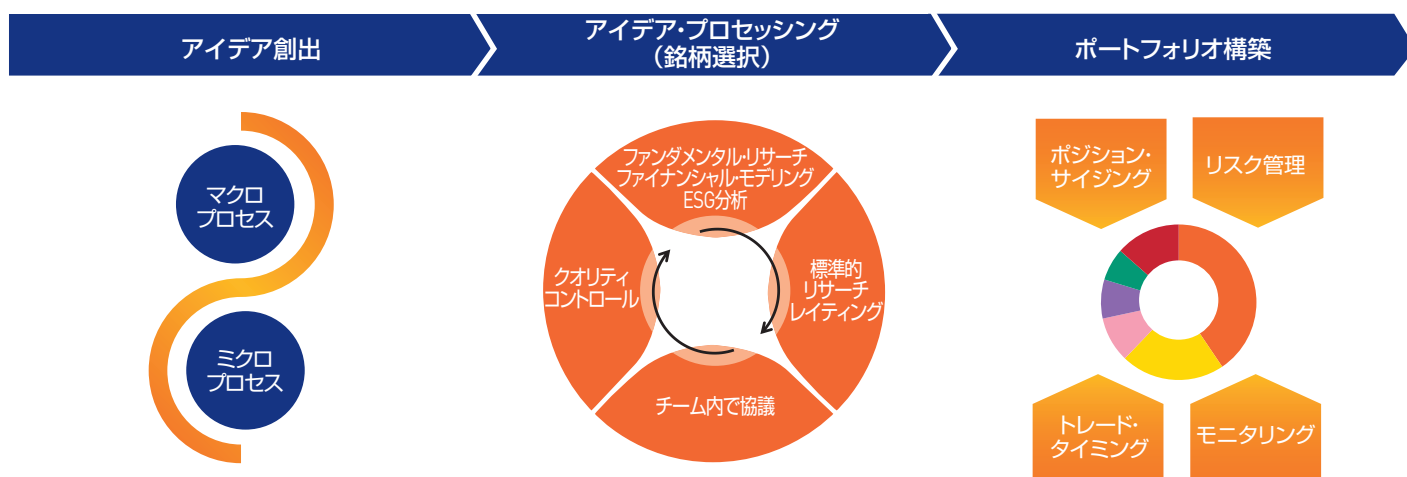 アイデア創出
アイデア・プロセッシング
（銘柄選択）
ポートフォリオ構築
マクロ
プロセス
ミクロ
プロセス
ファンダメンタル・リサーチ
ファイナンシャル・モデリング
ESG分析
標準的
リサーチ
レイティング
チーム内で協議
クオリティ
コントロール
ポジション・
サイジング
リスク管理
トレード・
タイミング
モニタリング